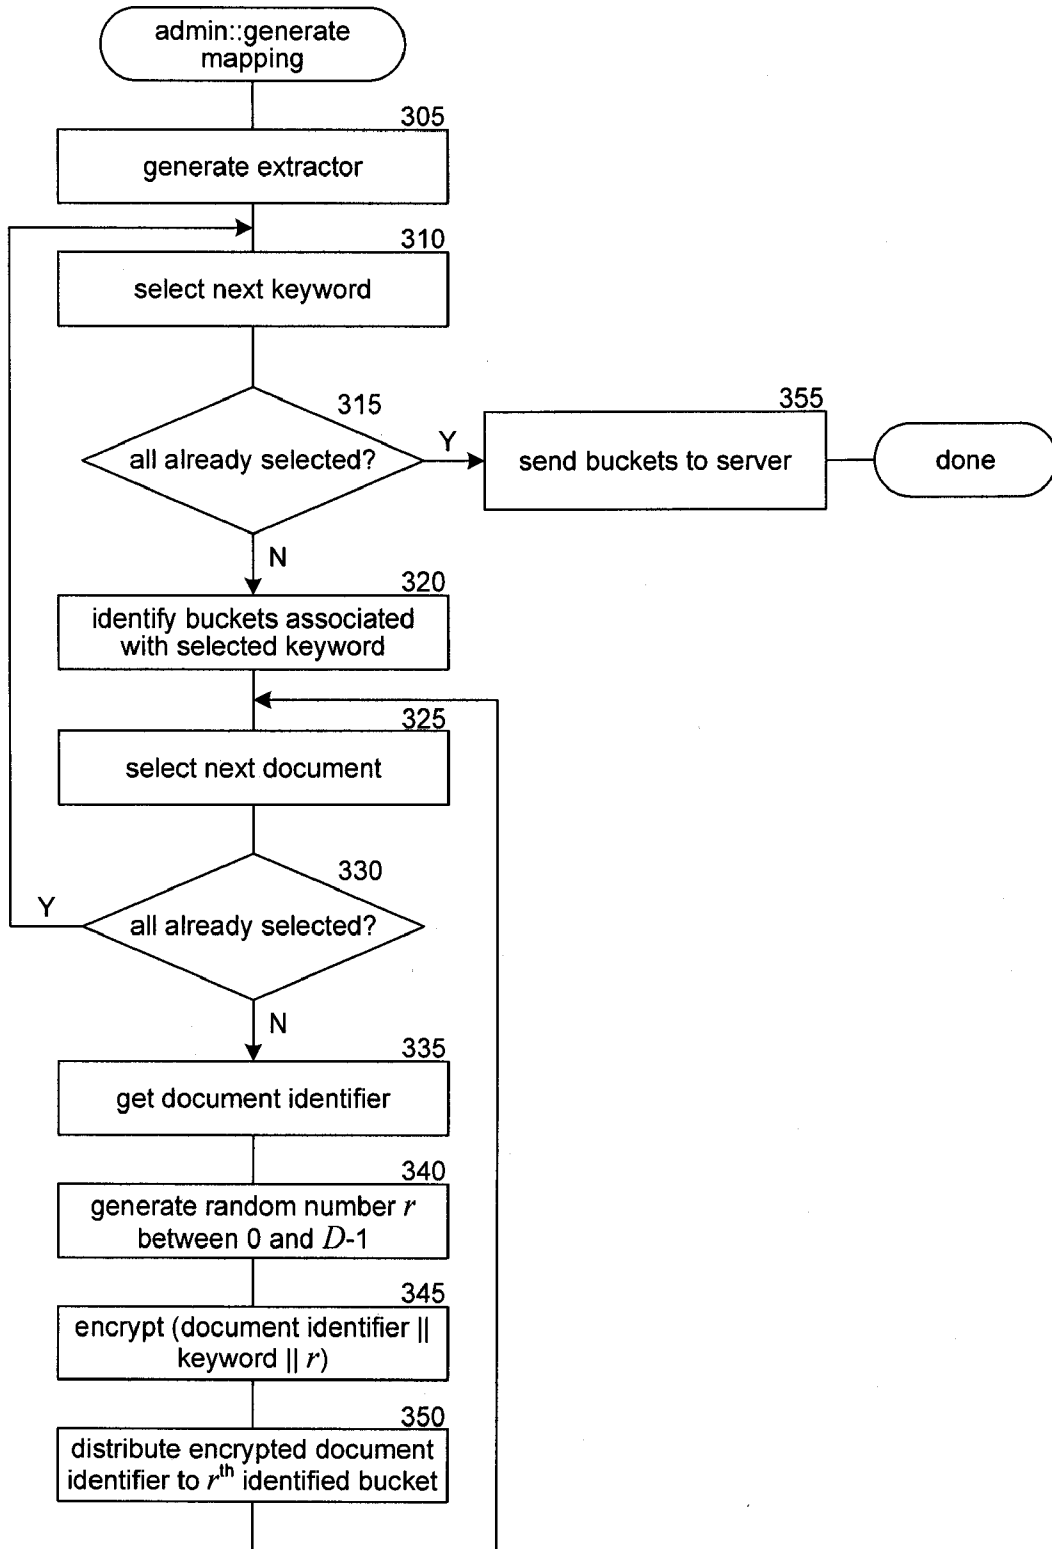 admin::generate
mapping
305
generate extractor
310
select next keyword
315
all already selected?
Y
355
send buckets to server
done
N
320
identify buckets associated
with selected keyword
325
select next document
330
all already selected?
Y
N
335
get document identifier
340
generate random number r
between 0 and D-1
345
encrypt (document identifier ||
keyword || r)
350
distribute encrypted document
identifier to rth identified bucket